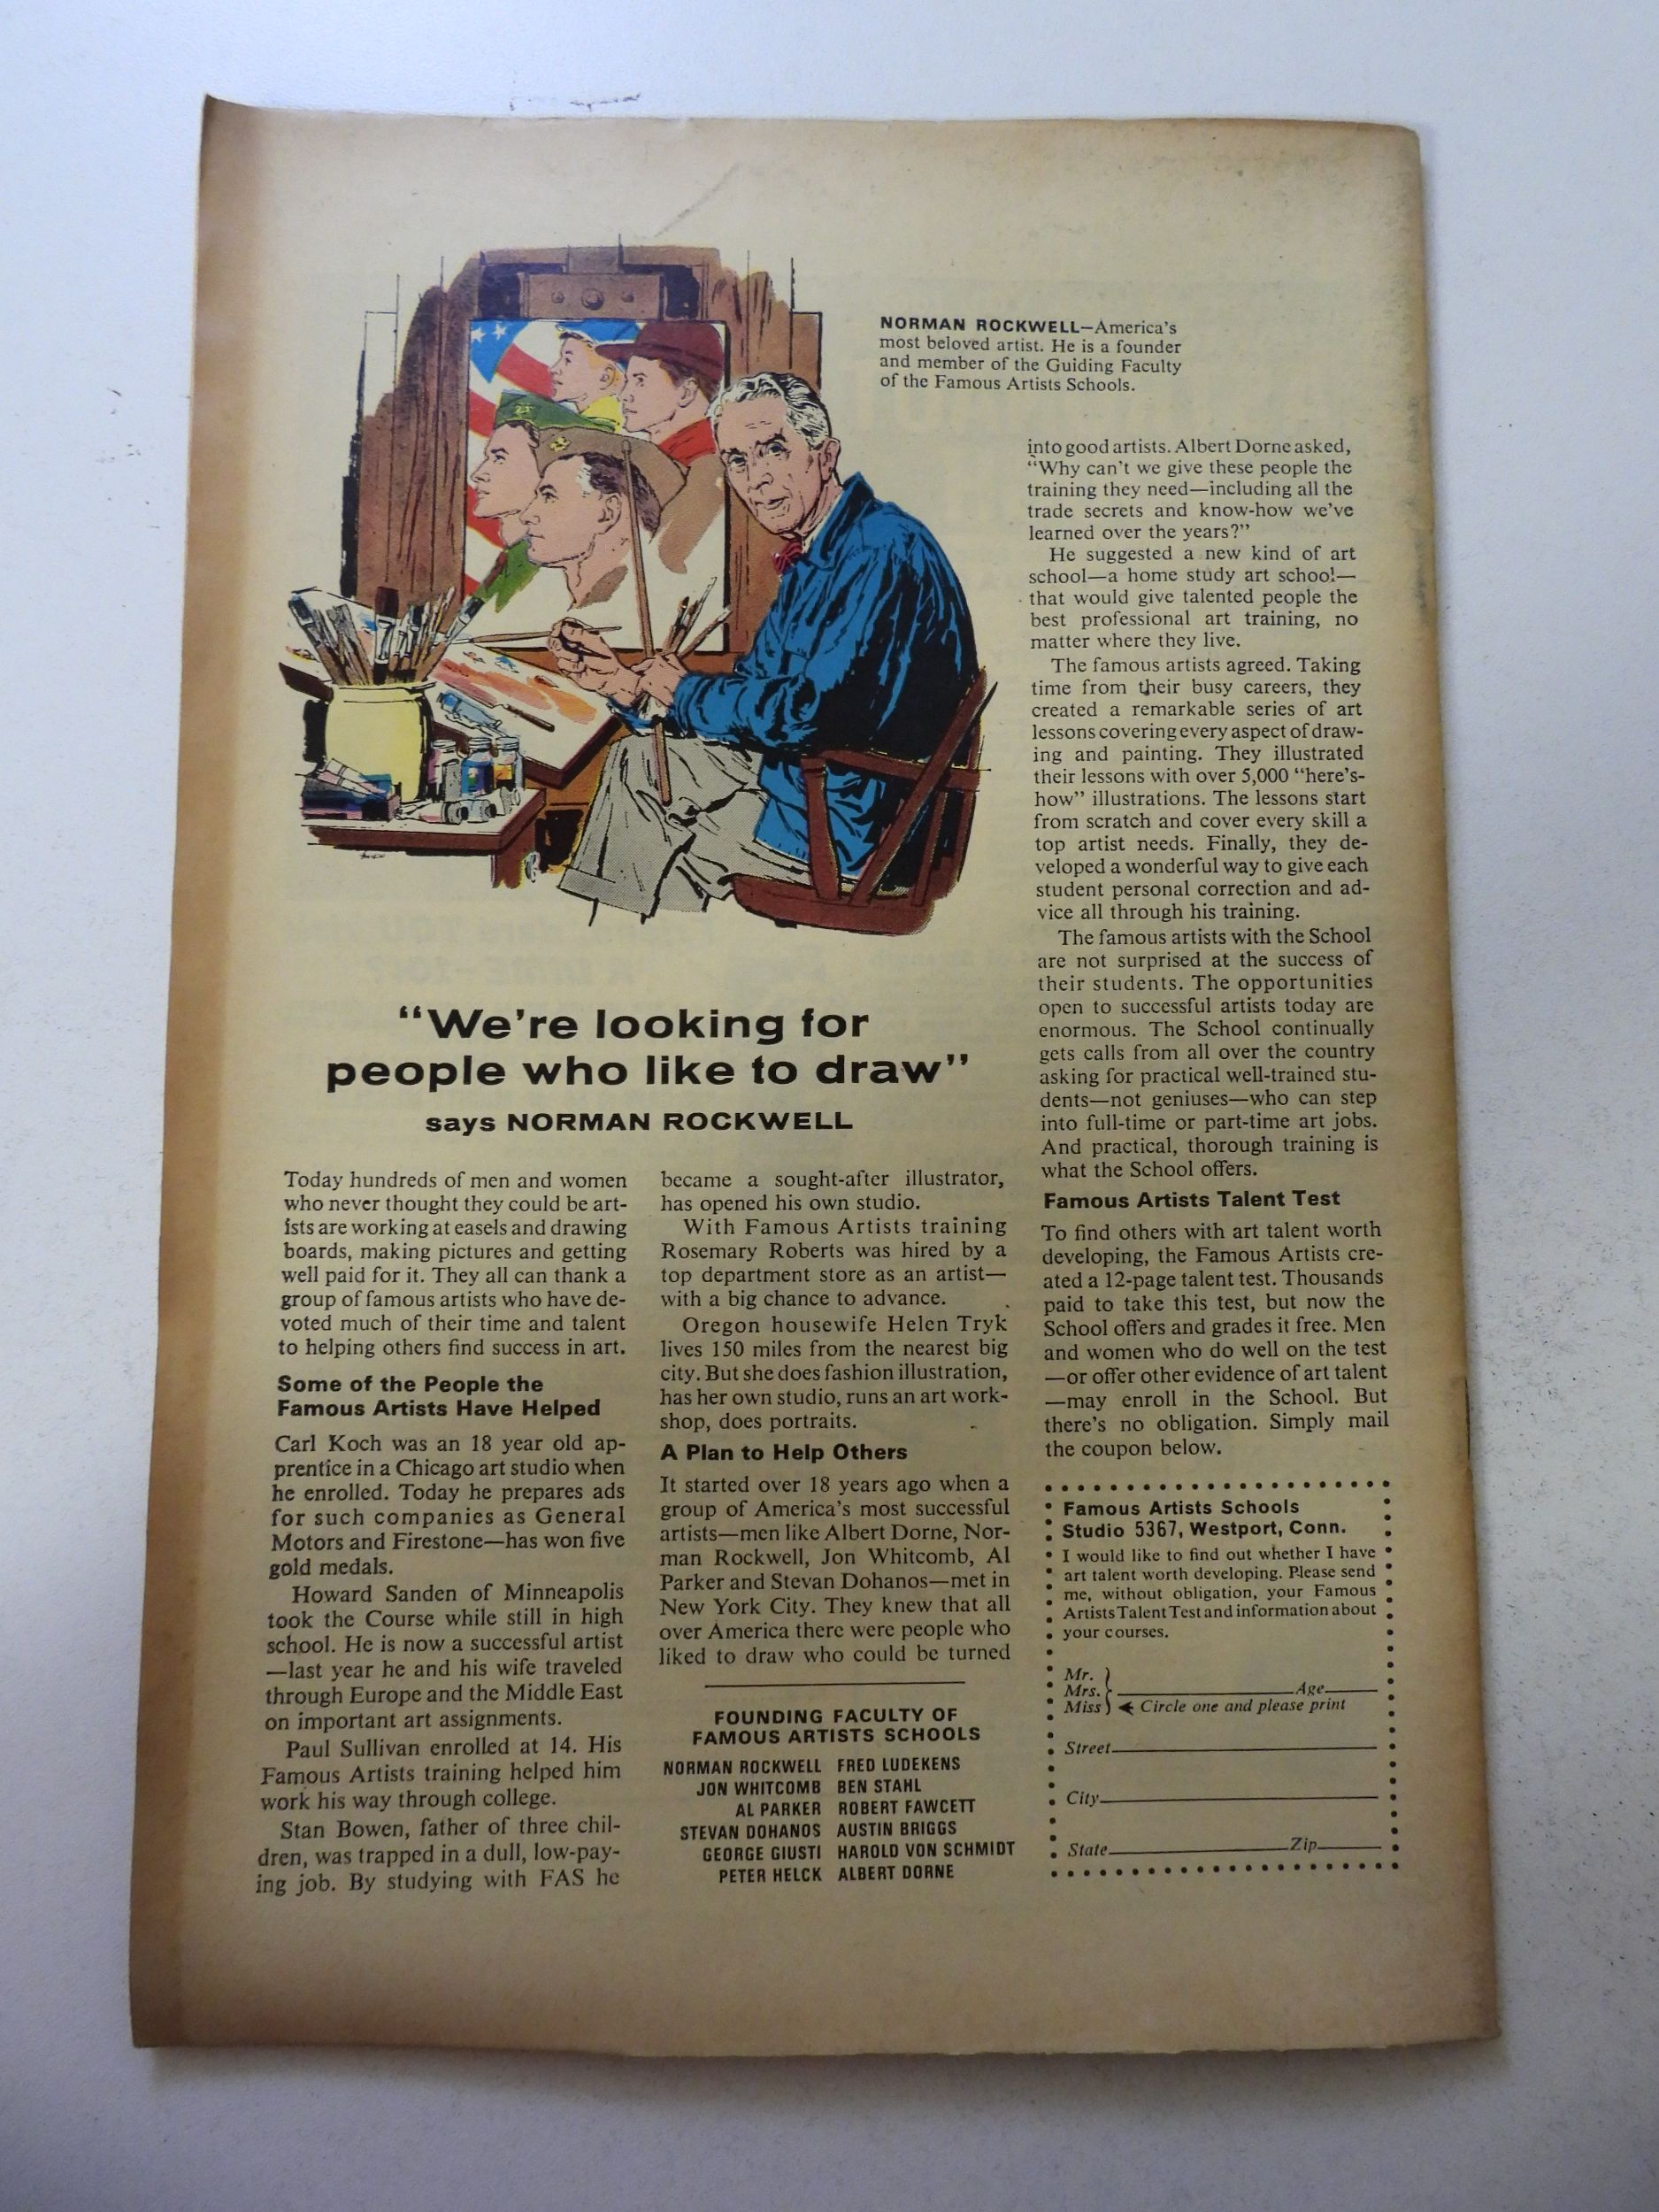 NORMAN ROCKWELL—America's
most beloved artist. He is a founder
and member of the Guiding Faculty
of the Famous Artists Schools.
"We're looking for
people who like to draw"
says NORMAN ROCKWELL
Today hundreds of men and women
who never thought they could be art-
ists are working at easels and drawing
boards, making pictures and getting
well paid for it. They all can thank a
group of famous artists who have de-
voted much of their time and talent
to helping others find success in art.
Some of the People the
Famous Artists Have Helped
Carl Koch was an 18 year old ap-
prentice in a Chicago art studio when
he enrolled. Today he prepares ads
for such companies as General
Motors and Firestone—has won five
gold medals.
Howard Sanden of Minneapolis
took the Course while still in high
school. He is now a successful artist
—last year he and his wife traveled
through Europe and the Middle East
on important art assignments.
Paul Sullivan enrolled at 14. His
Famous Artists training helped him
work his way through college.
Stan Bowen, father of three chil-
dren, was trapped in a dull, low-pay-
ing job. By studying with FAS he
became a sought-after illustrator,
has opened his own studio.
With Famous Artists training
Rosemary Roberts was hired by a
top department store as an artist—
with a big chance to advance.
Oregon housewife Helen Tryk
lives 150 miles from the nearest big
city. But she does fashion illustration,
has her own studio, runs an art work-
shop, does portraits.
A Plan to Help Others
It started over 18 years ago when a
group of America's most successful
artists—men like Albert Dorne, Nor-
man Rockwell, Jon Whitcomb, Al
Parker and Stevan Dohanos—met in
New York City. They knew that all
over America there were people who
liked to draw who could be turned
into good artists. Albert Dorne asked,
"Why can't we give these people the
training they need—including all the
trade secrets and know-how we've
learned over the years?"
He suggested a new kind of art
school—a home study art school—
that would give talented people the
best professional art training, no
matter where they live.
The famous artists agreed. Taking
time from their busy careers, they
created a remarkable series of art
lessons covering every aspect of draw-
ing and painting. They illustrated
their lessons with over 5,000 "here's-
how" illustrations. The lessons start
from scratch and cover every skill a
top artist needs. Finally, they de-
veloped a wonderful way to give each
student personal correction and ad-
vice all through his training.
The famous artists with the School
are not surprised at the success of
their students. The opportunities
open to successful artists today are
enormous. The School continually
gets calls from all over the country
asking for practical well-trained stu-
dents—not geniuses—who can step
into full-time or part-time art jobs.
And practical, thorough training is
what the School offers.
Famous Artists Talent Test
To find others with art talent worth
developing, the Famous Artists cre-
ated a 12-page talent test. Thousands
paid to take this test, but now the
School offers and grades it free. Men
and women who do well on the test
—or offer other evidence of art talent
—may enroll in the School. But
there's no obligation. Simply mail
the coupon below.
FOUNDING FACULTY OF
FAMOUS ARTISTS SCHOOLS
NORMAN ROCKWELL FRED LUDEKENS
JON WHITCOMB BEN STAHL
AL PARKER ROBERT FAWCETT
STEVAN DOHANOS AUSTIN BRIGGS
GEORGE GIUSTI HAROLD VON SCHMIDT
PETER HELCK ALBERT DORNE
Famous Artists Schools
Studio 5367, Westport, Conn.
I would like to find out whether I have
art talent worth developing. Please send
me, without obligation, your Famous
Artists Talent Test and information about
your courses.
Mr.
Mrs. Age
Miss Circle one and please print
Street
City
State Zip